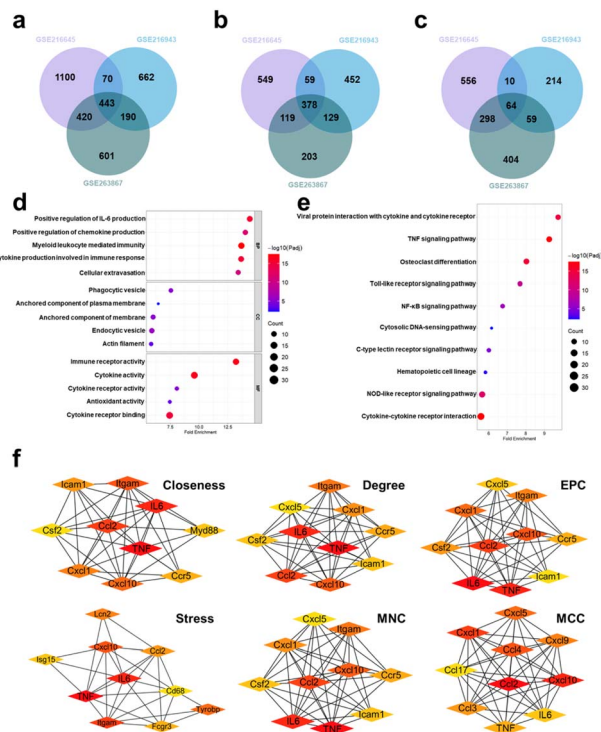 a
GSE216645
GSE216943
1100
70
662
443
420
190
601
GSE263867
b
GSE216645
GSE216943
549
59
452
378
119
129
203
GSE263867
c
GSE216645
GSE216943
556
10
214
64
298
59
404
GSE263867
d
Positive regulation of IL-6 production
Positive regulation of chemokine production
Myeloid leukocyte mediated immunity
ytokine production involved in immune response
Cellular extravasation
Phagocytic vesicle
Anchored component of plasma membrane
Anchored component of membrane
Endocytic vesicle
Actin filament
Immune receptor activity
Cytokine activity
Cytokine receptor activity
Antioxidant activity
Cytokine receptor binding
BP
CC
MF
7.5 10.0 12.5
Fold Enrichment
−log10(Padj)
15
10
5
Count
10
15
20
25
30
e
Viral protein interaction with cytokine and cytokine receptor
TNF signaling pathway
Osteoclast differentiation
Toll-like receptor signaling pathway
NF-κB signaling pathway
Cytosolic DNA-sensing pathway
C-type lectin receptor signaling pathway
Hematopoietic cell lineage
NOD-like receptor signaling pathway
Cytokine-cytokine receptor interaction
6 7 8 9
Fold Enrichment
−log10(Padj)
15
10
5
Count
10
15
20
25
30
f
Closeness
Icam1
Itgam
IL6
Csf2
Ccl2
Myd88
TNF
Cxcl1
Cxcl10
Ccr5
Degree
Cxcl5
Itgam
Cxcl1
Csf2
IL6
Ccr5
TNF
Icam1
Ccl2
Cxcl10
EPC
Cxcl5
Itgam
Cxcl1
Cxcl10
Ccr5
Csf2
Ccl2
Icam1
IL6
TNF
Stress
Lcn2
Cxcl10
Ccl2
Isg15
IL6
TNF
Cd68
Tyrobp
Itgam
Fcgr3
MNC
Cxcl5
Itgam
Cxcl1
Cxcl10
Ccr5
Csf2
Ccl2
Icam1
IL6
TNF
MCC
Cxcl5
Cxcl1
Cxcl9
Ccl4
Ccl17
Ccl2
Cxcl10
Ccl3
IL6
TNF